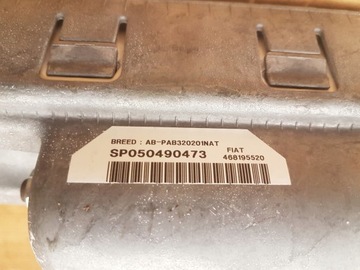 BREED : AB-PAB320201NAT
SP050490473
FIAT
468195520